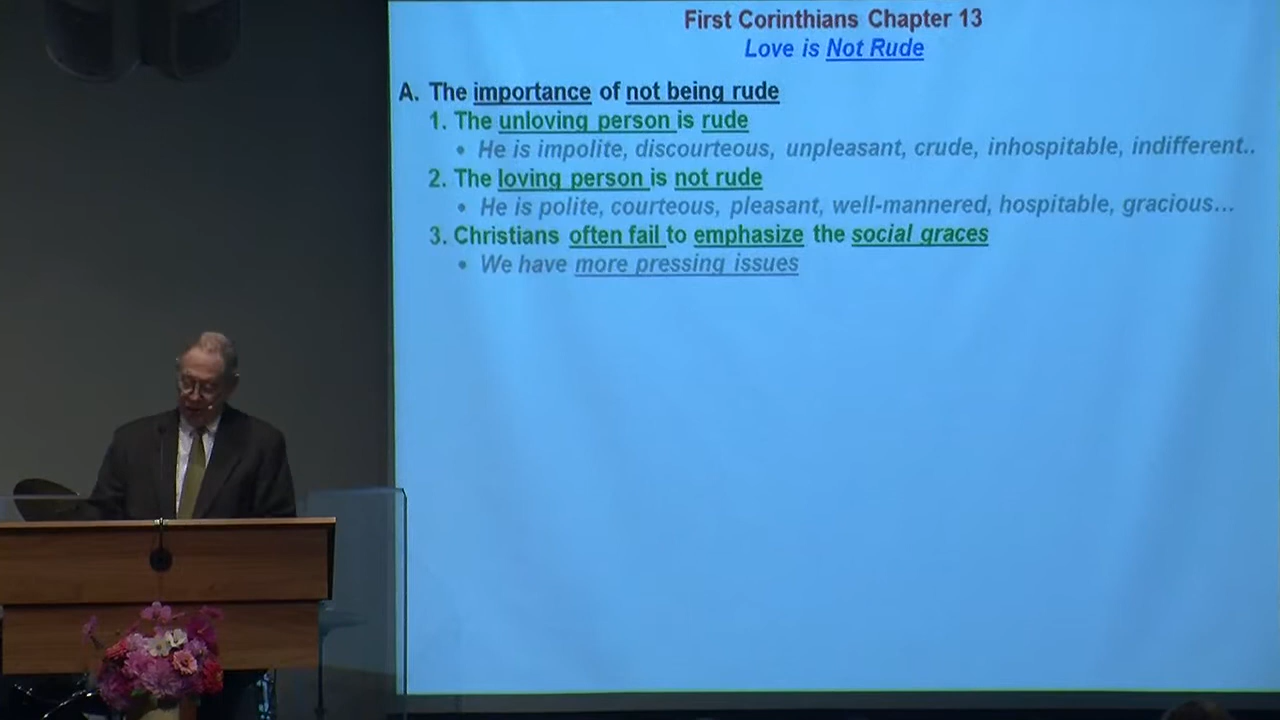 First Corinthians Chapter 13
Love is Not Rude
A. The importance of not being rude
1. The unloving person is rude
• He is impolite, discourteous, unpleasant, crude, inhospitable, indifferent..
2. The loving person is not rude
• He is polite, courteous, pleasant, well-mannered, hospitable, gracious...
3. Christians often fail to emphasize the social graces
• We have more pressing issues